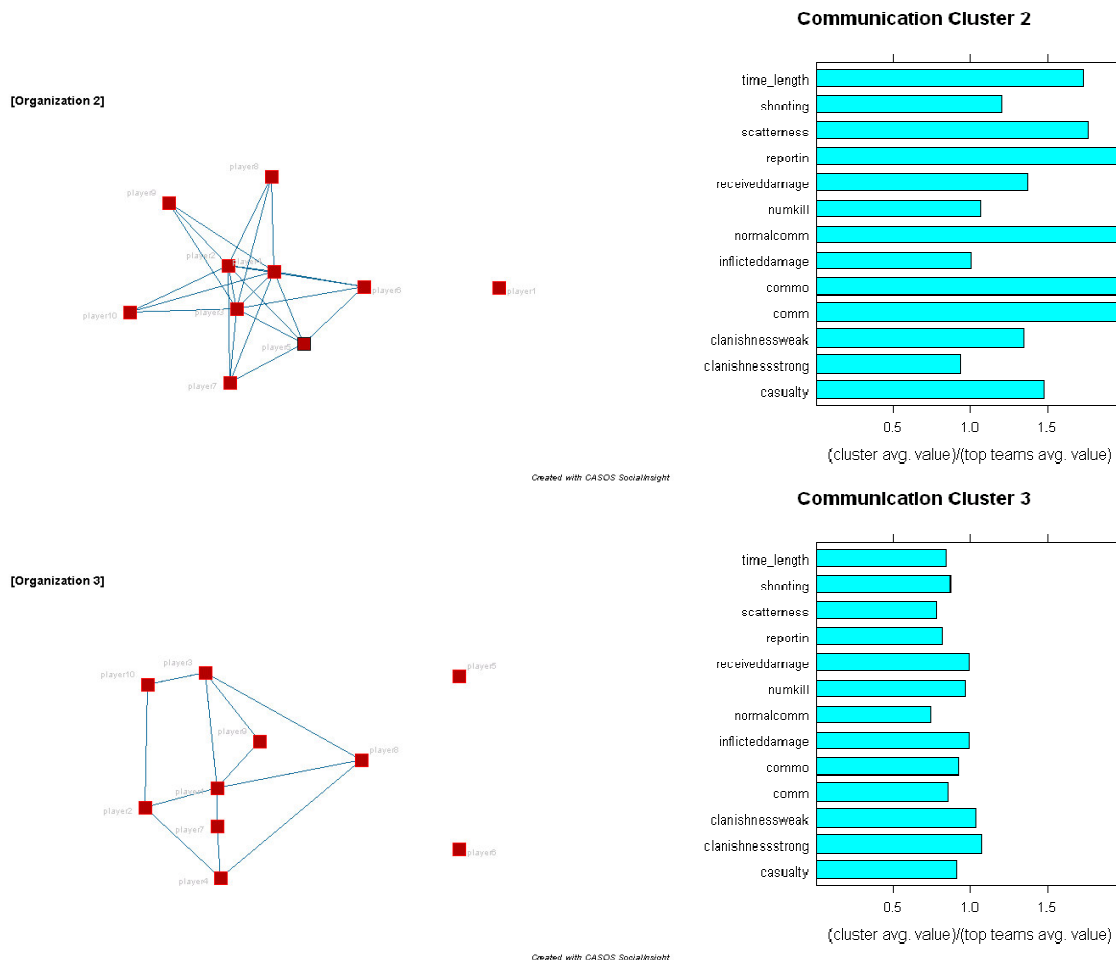 Communication Cluster 2
[Organization 2]
player8
player9
player2
player6
player1
player10
player3
player5
player7
Created with CASOS SocialInsight
time_length
shooting
scatterness
reportin
receiveddamage
numkill
normalcomm
inflicteddamage
commo
comm
clanishnessweak
clanishnessstrong
casualty
0.5 1.0 1.5
(cluster avg. value)/(top teams avg. value)
Communication Cluster 3
[Organization 3]
player3
player10
player5
player9
player8
player2
player7
player6
player4
Created with CASOS SocialInsight
time_length
shooting
scatterness
reportin
receiveddamage
numkill
normalcomm
inflicteddamage
commo
comm
clanishnessweak
clanishnessstrong
casualty
0.5 1.0 1.5
(cluster avg. value)/(top teams avg. value)